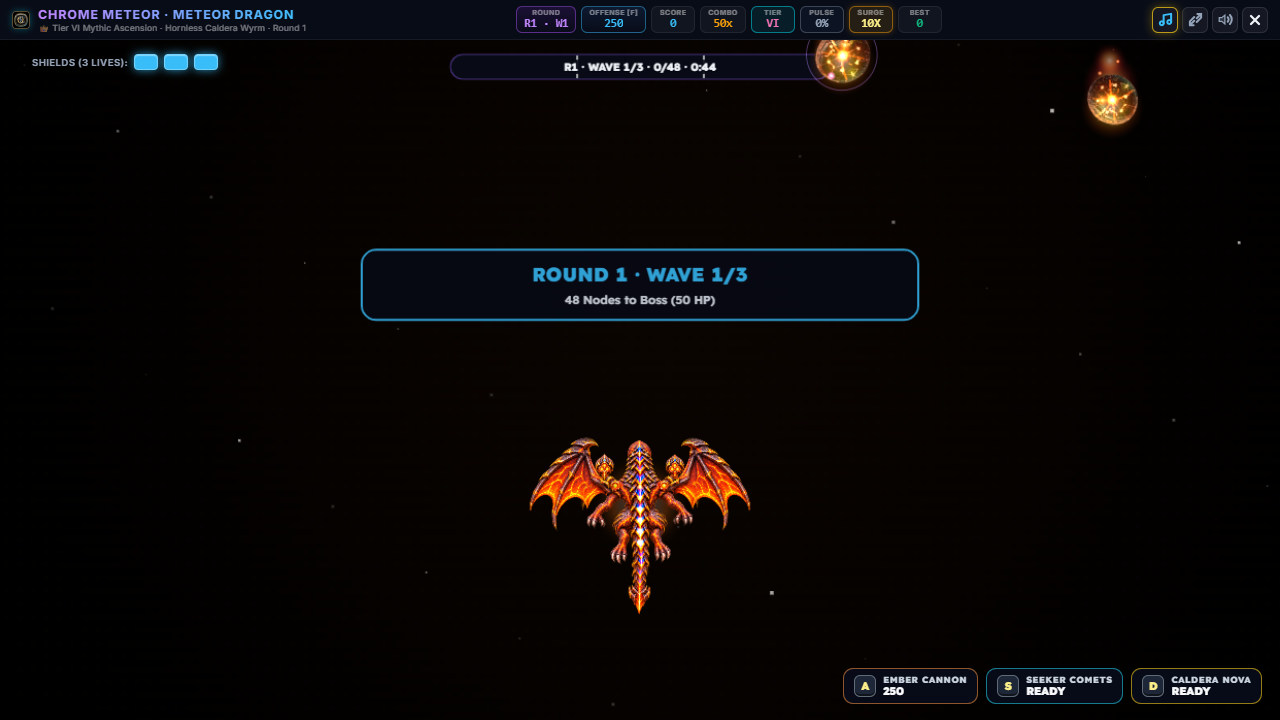 CHROME METEOR · METEOR DRAGON
Tier VI Mythic Ascension · Hornless Caldera Wyrm · Round 1
ROUND
R1 · W1
OFFENSE [F]
250
SCORE
0
COMBO
50x
TIER
VI
PULSE
0%
SURGE
10X
BEST
0
SHIELDS (3 LIVES):
R1 · WAVE 1/3 · 0/48 · 0:44
ROUND 1 · WAVE 1/3
48 Nodes to Boss (50 HP)
A
EMBER CANNON
250
S
SEEKER COMETS
READY
D
CALDERA NOVA
READY